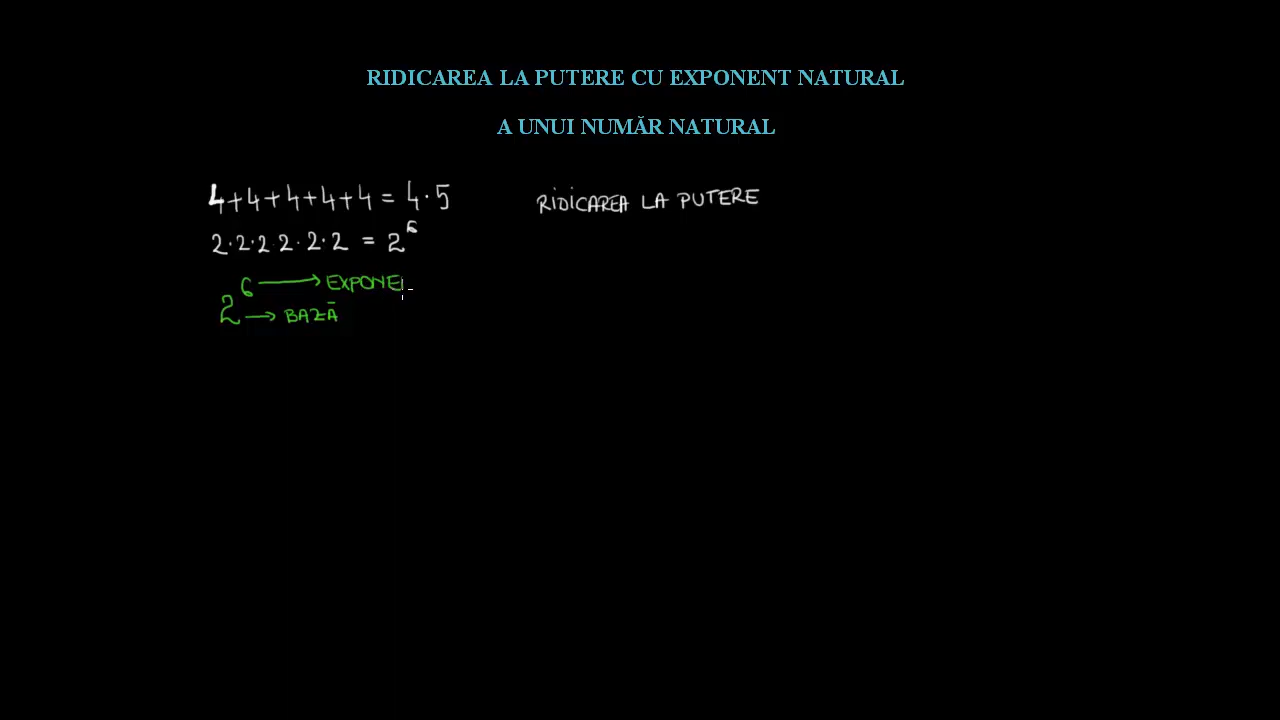 RIDICAREA LA PUTERE CU EXPONENT NATURAL
A UNUI NUMĂR NATURAL
4+4+4+4+4 = 4·5
RIDICAREA LA PUTERE
2·2·2·2·2·2 = 2⁶
6 → EXPONE
2 → BAZĂ